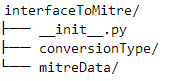 interfaceToMitre/
├── __init__.py
├── conversionType/
└── mitreData/